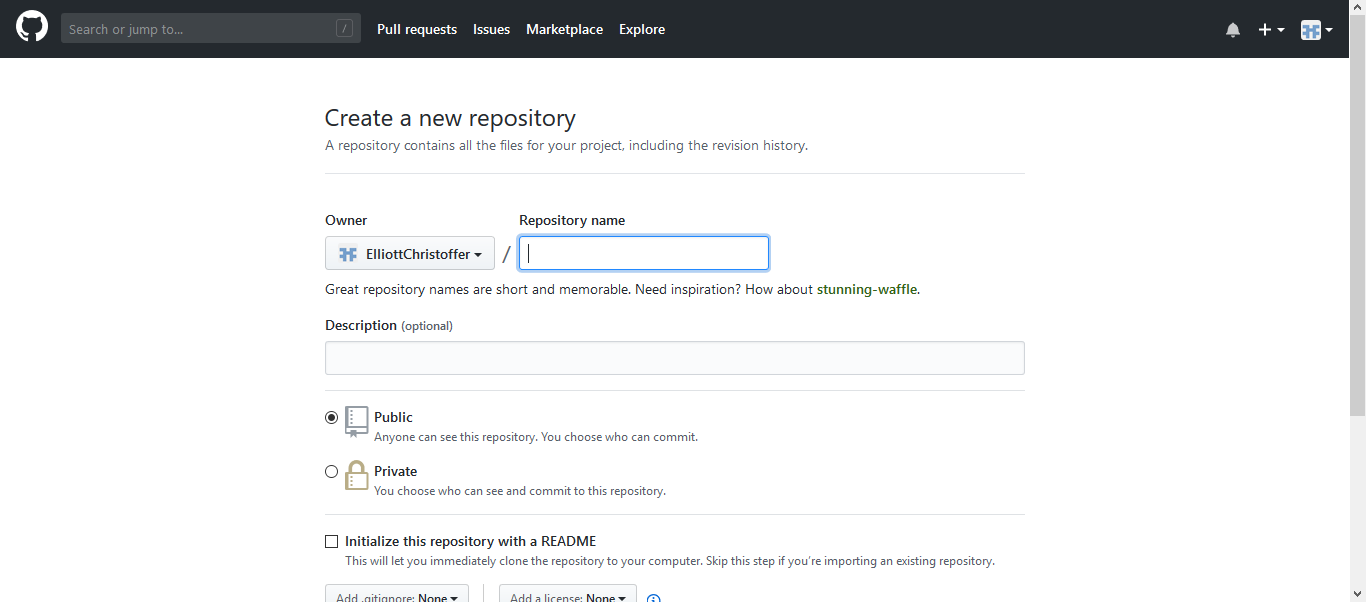 Search or jump to... /
Pull requests Issues Marketplace Explore
Create a new repository
A repository contains all the files for your project, including the revision history.
Owner Repository name
ElliottChristoffer /
Great repository names are short and memorable. Need inspiration? How about stunning-waffle.
Description (optional)
Public
Anyone can see this repository. You choose who can commit.
Private
You choose who can see and commit to this repository.
Initialize this repository with a README
This will let you immediately clone the repository to your computer. Skip this step if you’re importing an existing repository.
Add .gitignore: None Add a license: None